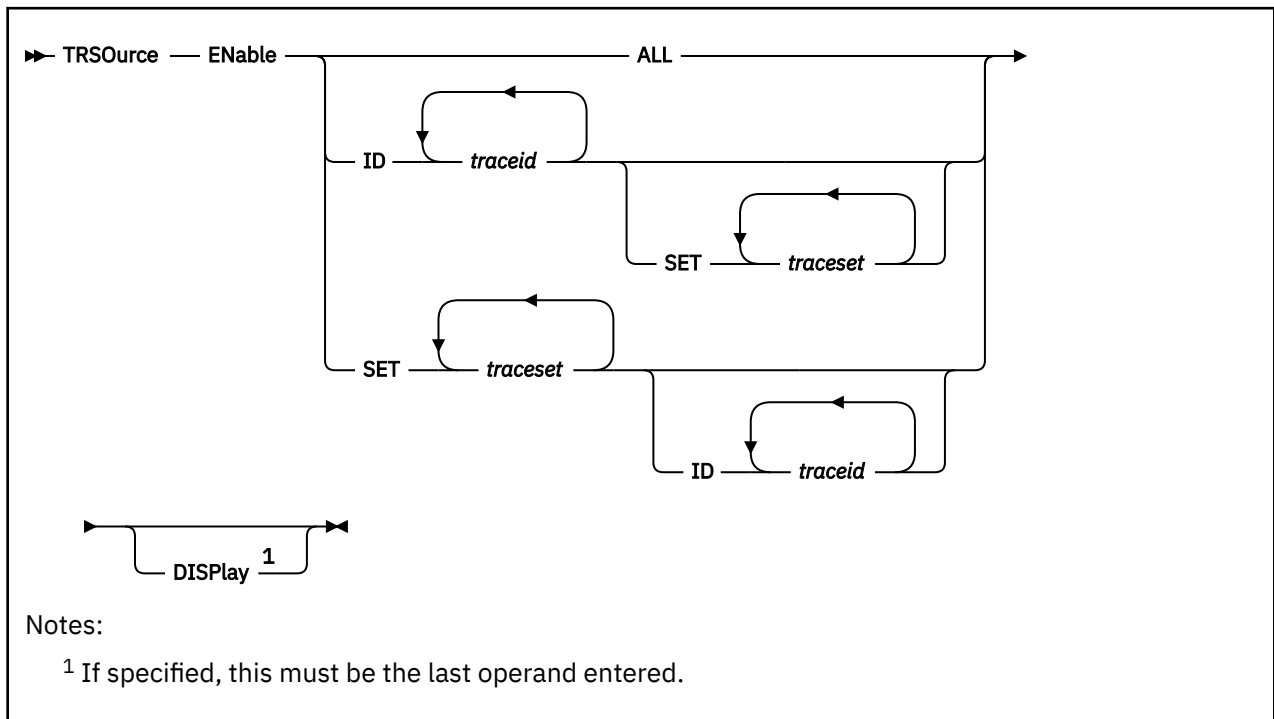 TRSOurce ENable ALL
ID traceid
SET traceset
SET traceset
ID traceid
DISPlay 1
Notes:
1 If specified, this must be the last operand entered.